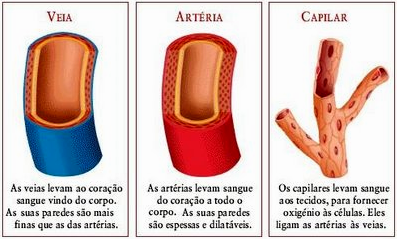 VEIA
As veias levam ao coração
sangue vindo do corpo.
As suas paredes são mais
finas que as das artérias.
ARTÉRIA
As artérias levam sangue
do coração a todo o
corpo. As suas paredes
são espessas e dilatáveis.
CAPILAR
Os capilares levam sangue
aos tecidos, para fornecer
oxigénio às células. Eles
ligam as artérias às veias.